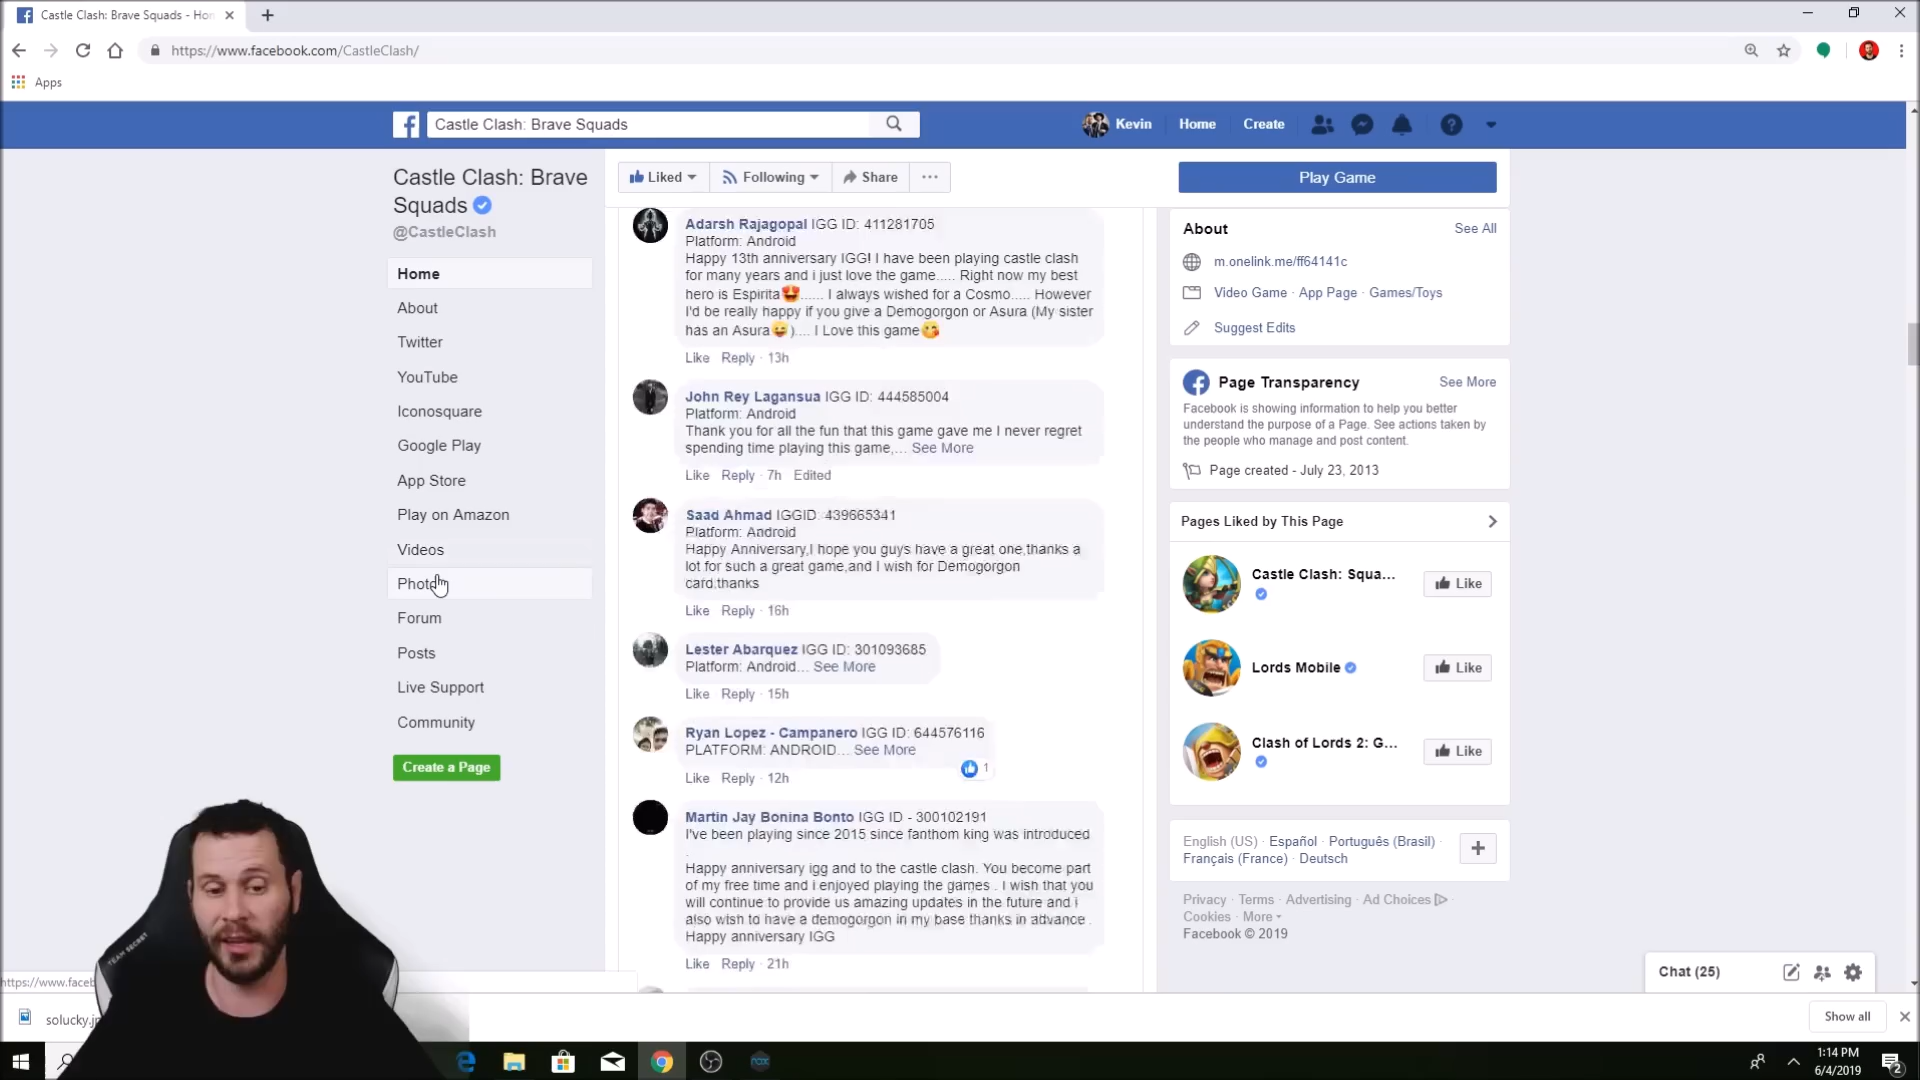 Castle Clash: Brave Squads - Hon
https://www.facebook.com/CastleClash/
Apps
Castle Clash: Brave Squads
Kevin
Home
Create
Castle Clash: Brave
Squads
@CastleClash
Home
About
Twitter
YouTube
Iconosquare
Google Play
App Store
Play on Amazon
Videos
Photos
Forum
Posts
Live Support
Community
Create a Page
Liked
Following
Share
Play Game
Adarsh Rajagopal IGG ID: 411281705
Platform: Android
Happy 13th anniversary IGG! I have been playing castle clash
for many years and i just love the game..... Right now my best
hero is Espirita😍...... I always wished for a Cosmo..... However
I'd be really happy if you give a Demogorgon or Asura (My sister
has an Asura😜).... I Love this game😋
Like Reply · 13h
John Rey Lagansua IGG ID: 444585004
Platform: Android
Thank you for all the fun that this game gave me I never regret
spending time playing this game,... See More
Like Reply · 7h Edited
Saad Ahmad IGGID: 439665341
Platform: Android
Happy Anniversary,I hope you guys have a great one,thanks a
lot for such a great game,and I wish for Demogorgon
card,thanks
Like Reply · 16h
Lester Abarquez IGG ID: 301093685
Platform: Android... See More
Like Reply · 15h
Ryan Lopez - Campanero IGG ID: 644576116
PLATFORM: ANDROID... See More
1
Like Reply · 12h
Martin Jay Bonina Bonto IGG ID - 300102191
I've been playing since 2015 since fanthom king was introduced
.
Happy anniversary igg and to the castle clash. You become part
of my free time and i enjoyed playing the games . I wish that you
will continue to provide us amazing updates in the future and i
also wish to have a demogorgon in my base thanks in advance .
Happy anniversary IGG
Like Reply · 21h
About
See All
m.onelink.me/ff64141c
Video Game · App Page · Games/Toys
Suggest Edits
Page Transparency
See More
Facebook is showing information to help you better
understand the purpose of a Page. See actions taken by
the people who manage and post content.
Page created - July 23, 2013
Pages Liked by This Page
Castle Clash: Squa...
Like
Lords Mobile
Like
Clash of Lords 2: G...
Like
English (US) · Español · Português (Brasil) ·
Français (France) · Deutsch
Privacy · Terms · Advertising · Ad Choices ·
Cookies · More
Facebook © 2019
Chat (25)
TEAM SECRET
https://www.faceb
solucky.jp
Show all
nox
1:14 PM
6/4/2019
2